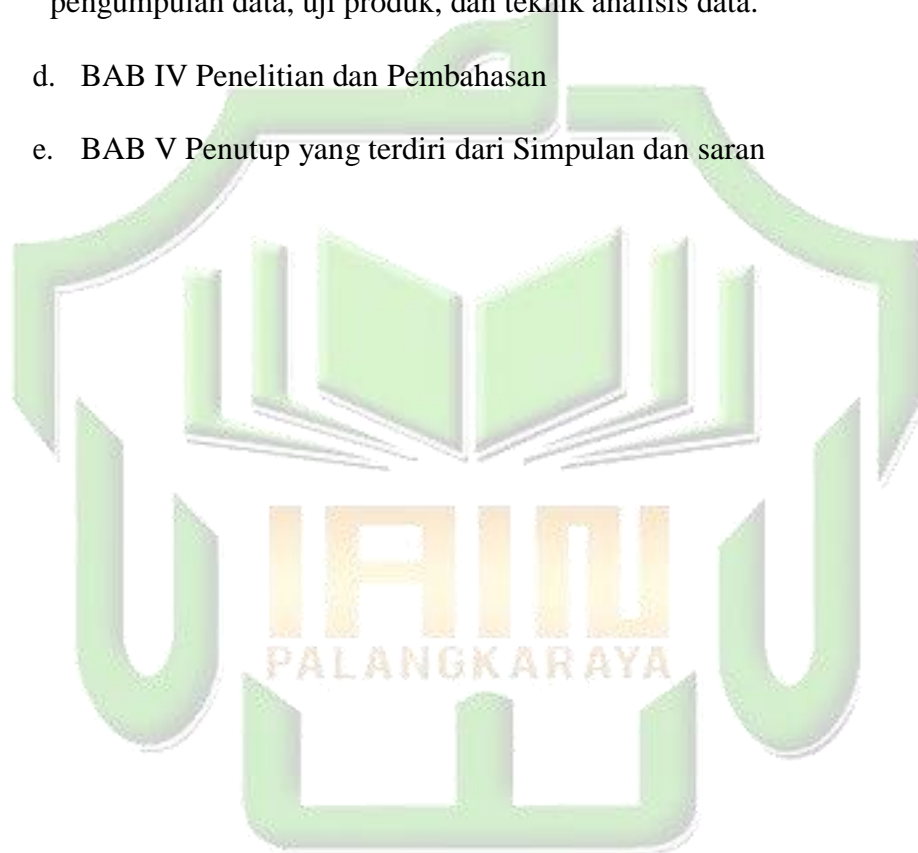 pengumpulan data, uji produk, dan teknik analisis data.
d. BAB IV Penelitian dan Pembahasan
e. BAB V Penutup yang terdiri dari Simpulan dan saran
IAIN
PALANGKARAYA